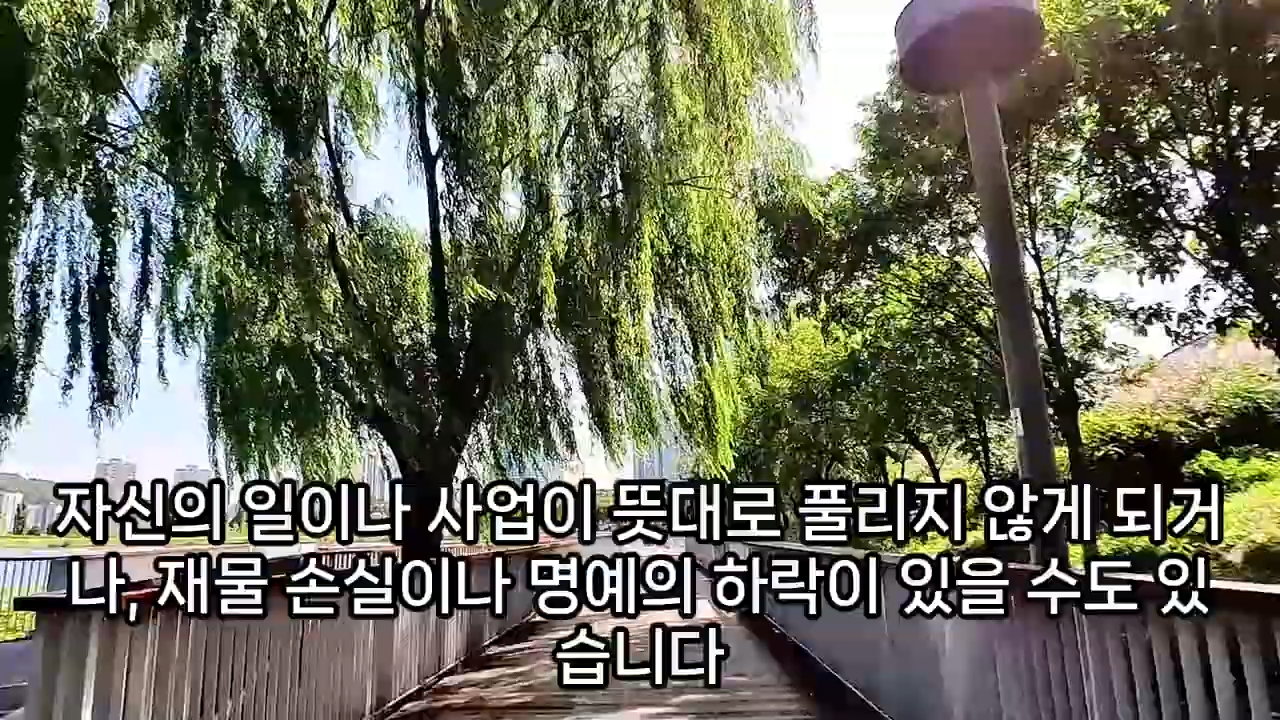 자신의 일이나 사업이 뜻대로 풀리지 않게 되거
나, 재물 손실이나 명예의 하락이 있을 수도 있
습니다